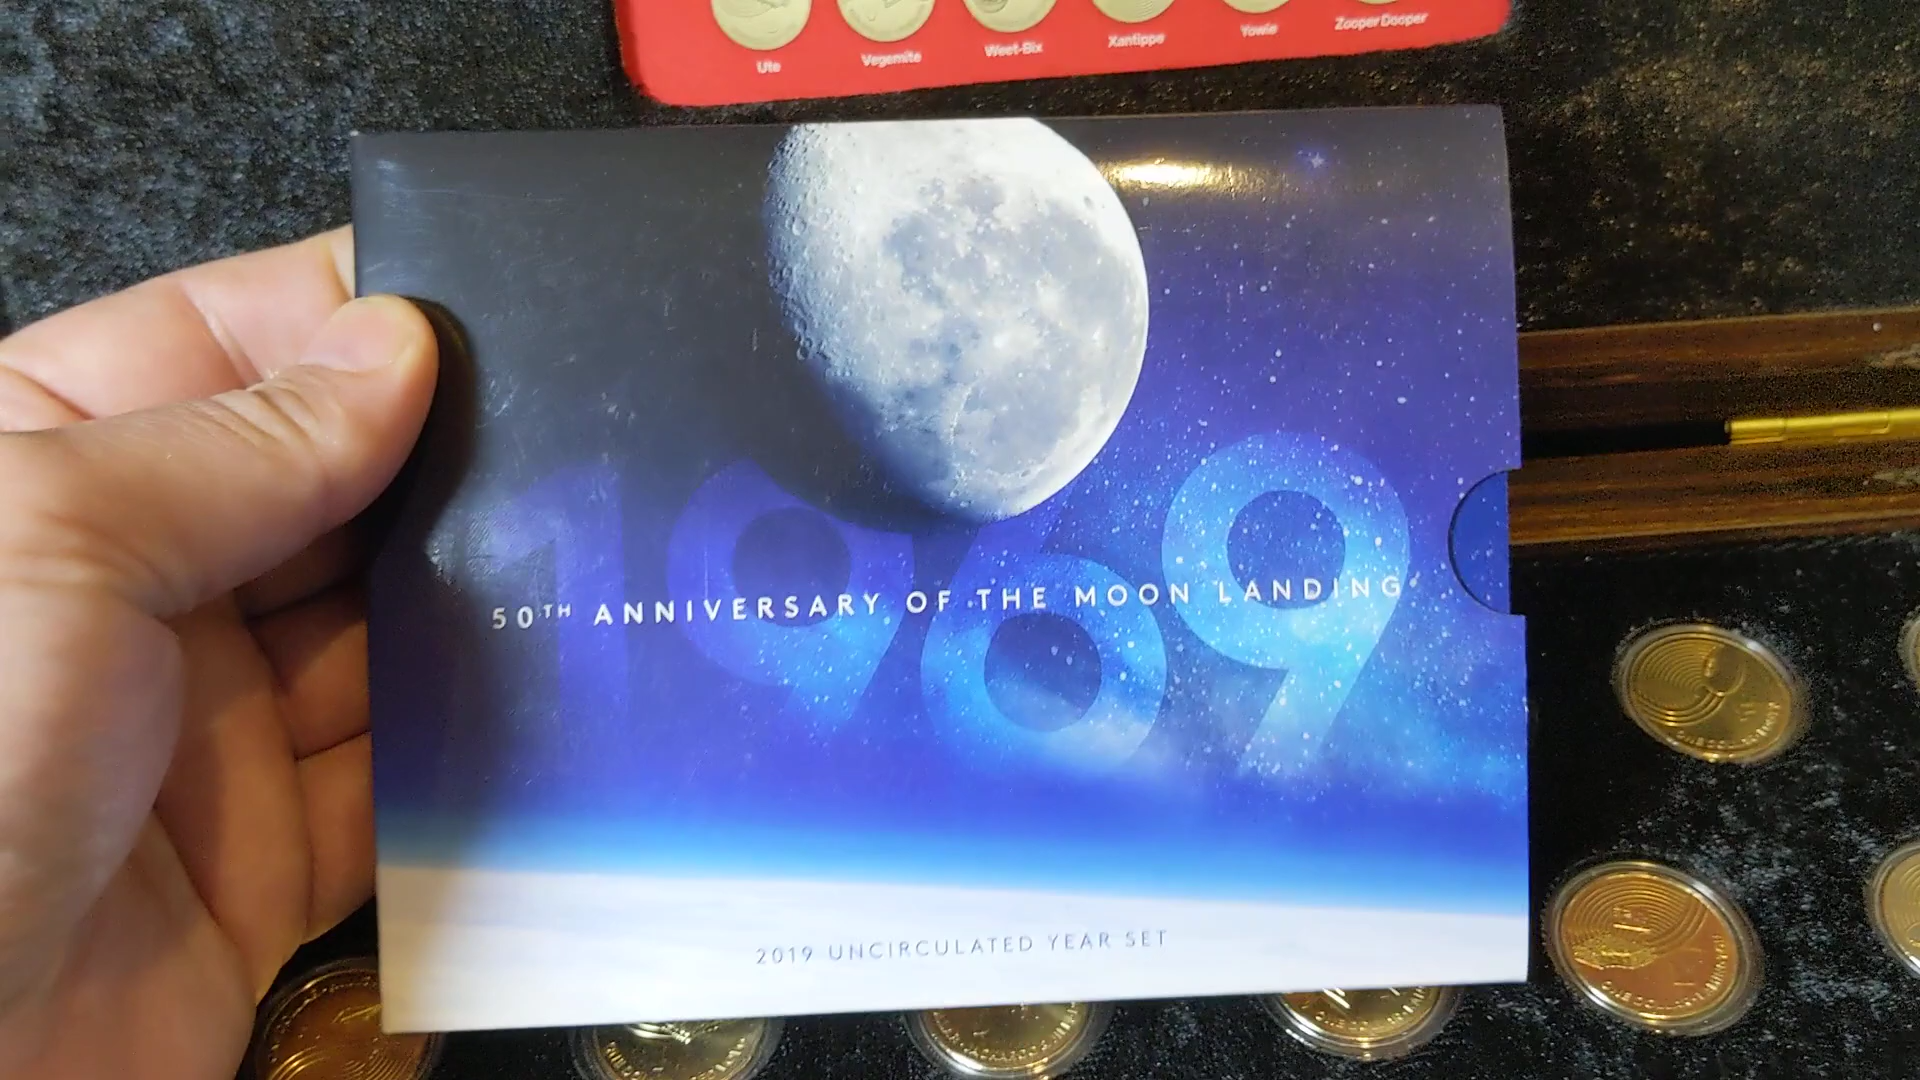 Ute
Vegemite
Weet-Bix
Xantippe
Yowie
Zooper Dooper
1969
50TH ANNIVERSARY OF THE MOON LANDING
2019 UNCIRCULATED YEAR SET